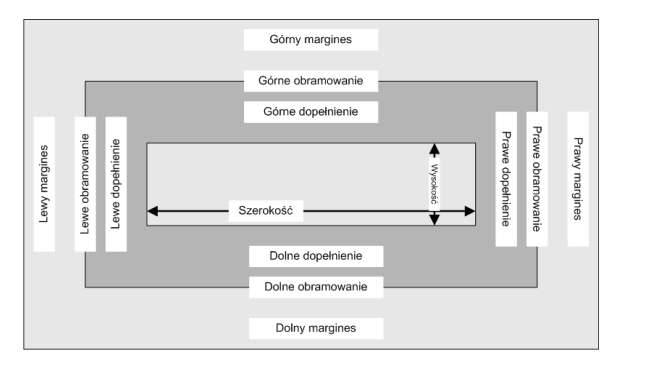 Górny margines
Górne obramowanie
Górne dopełnienie
Lewy margines
Lewe obramowanie
Lewe dopełnienie
Wysokość
Szerokość
Prawe dopełnienie
Prawe obramowanie
Prawy margines
Dolne dopełnienie
Dolne obramowanie
Dolny margines